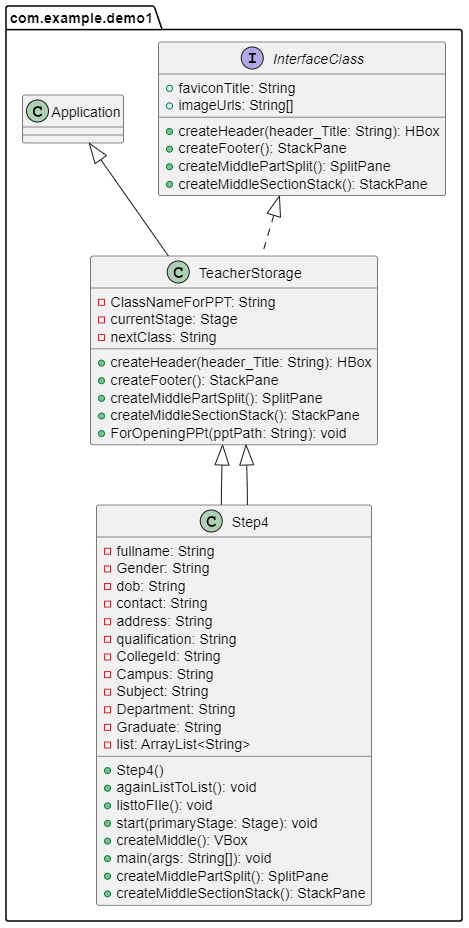 com.example.demo1
I InterfaceClass
faviconTitle: String
imageUrls: String[]
createHeader(header_Title: String): HBox
createFooter(): StackPane
createMiddlePartSplit(): SplitPane
createMiddleSectionStack(): StackPane
C Application
C TeacherStorage
ClassNameForPPT: String
currentStage: Stage
nextClass: String
createHeader(header_Title: String): HBox
createFooter(): StackPane
createMiddlePartSplit(): SplitPane
createMiddleSectionStack(): StackPane
ForOpeningPPt(pptPath: String): void
C Step4
fullname: String
Gender: String
dob: String
contact: String
address: String
qualification: String
CollegeId: String
Campus: String
Subject: String
Department: String
Graduate: String
list: ArrayList<String>
Step4()
againListToList(): void
listtoFIle(): void
start(primaryStage: Stage): void
createMiddle(): VBox
main(args: String[]): void
createMiddlePartSplit(): SplitPane
createMiddleSectionStack(): StackPane